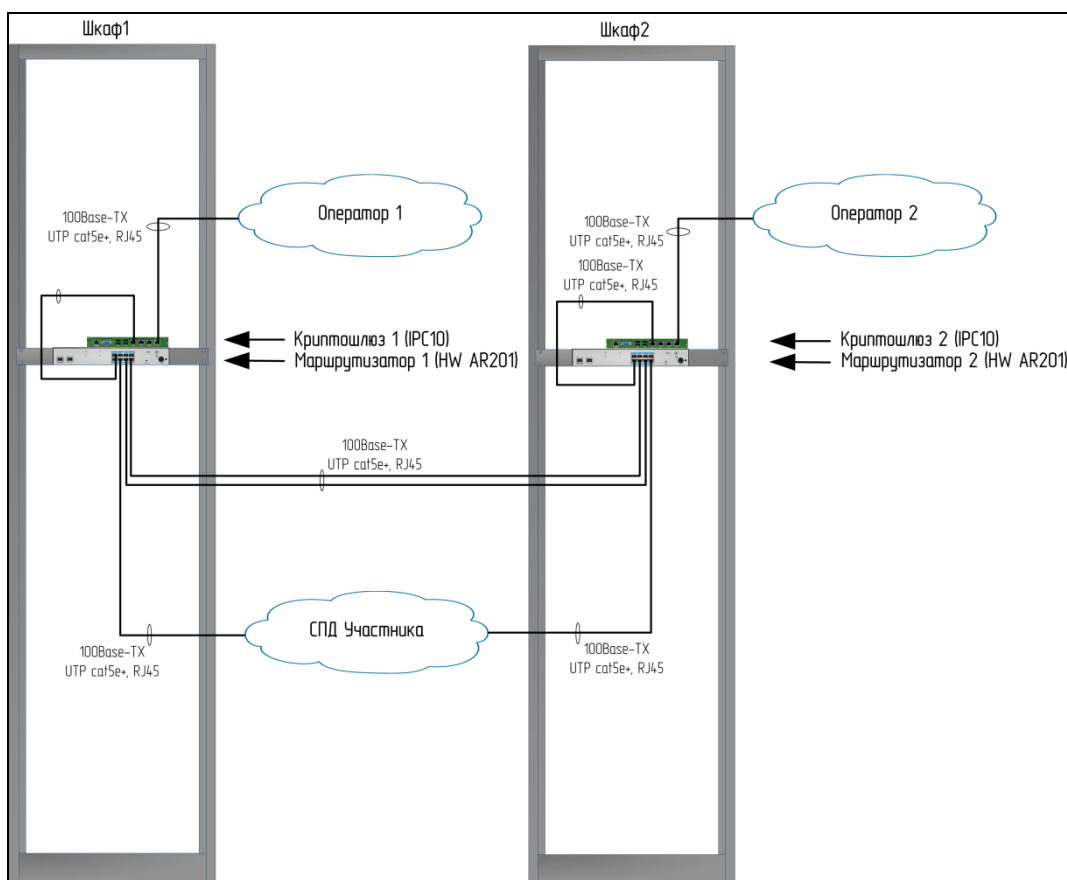 Шкаф1
Шкаф2
Оператор 1
Оператор 2
100Base-TX
UTP cat5e+, RJ45
100Base-TX
UTP cat5e+, RJ45
100Base-TX
UTP cat5e+, RJ45
Криптошлюз 1 (IPC10)
Маршрутизатор 1 (HW AR201)
Криптошлюз 2 (IPC10)
Маршрутизатор 2 (HW AR201)
100Base-TX
UTP cat5e+, RJ45
СПД Участника
100Base-TX
UTP cat5e+, RJ45
100Base-TX
UTP cat5e+, RJ45